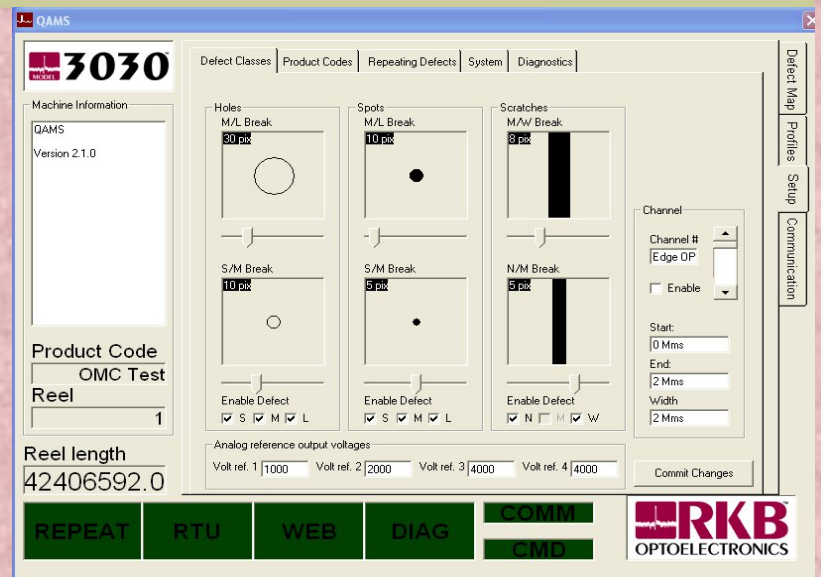 QAMS
MODEL 3030
Machine Information
QAMS
Version 2.1.0
Product Code
OMC Test
Reel
1
Reel length
42406592.0
Defect Classes
Product Codes
Repeating Defects
System
Diagnostics
Holes
M/L Break
30 pix
S/M Break
10 pix
Enable Defect
S M L
Spots
M/L Break
10 pix
S/M Break
5 pix
Enable Defect
S M L
Scratches
M/W Break
8 pix
N/M Break
5 pix
Enable Defect
N M W
Channel
Channel #
Edge OP
Enable
Start:
0 Mms
End:
2 Mms
Width
2 Mms
Analog reference output voltages
Volt ref. 1 1000 Volt ref. 2 2000 Volt ref. 3 4000 Volt ref. 4 4000
Commit Changes
Defect Map
Profiles
Setup
Communication
REPEAT
RTU
WEB
DIAG
COMM
CMD
RKB
OPTOELECTRONICS